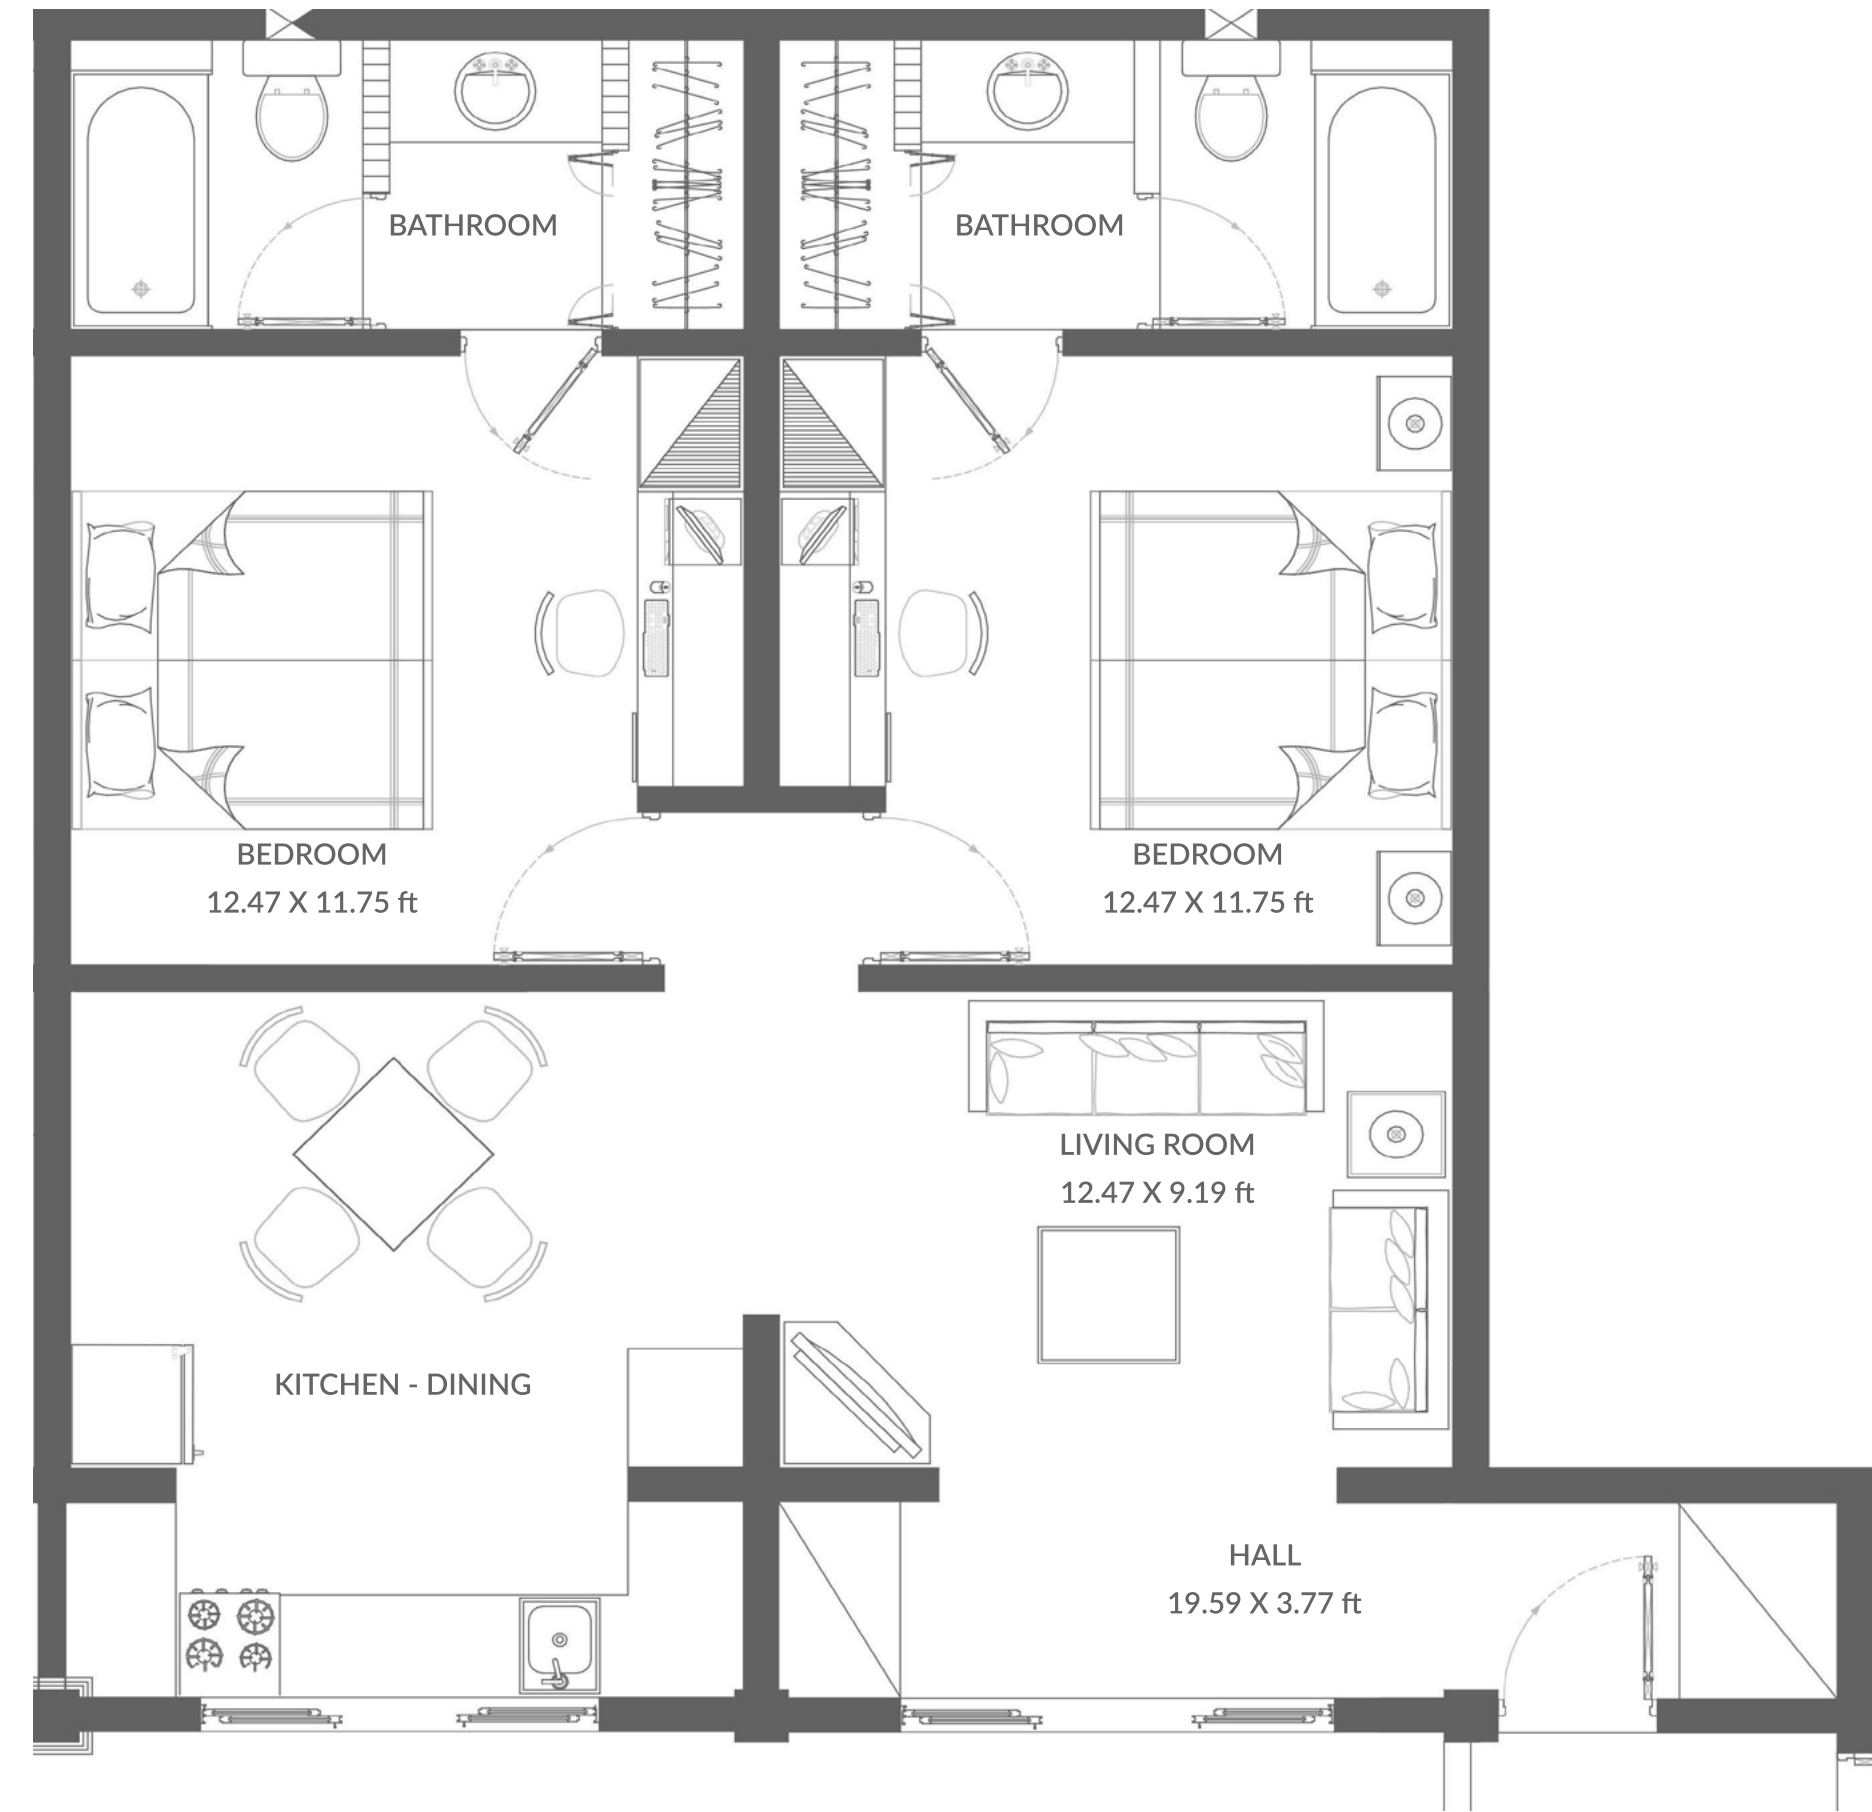 BATHROOM
BATHROOM
BEDROOM
12.47 X 11.75 ft
BEDROOM
12.47 X 11.75 ft
LIVING ROOM
12.47 X 9.19 ft
KITCHEN - DINING
HALL
19.59 X 3.77 ft